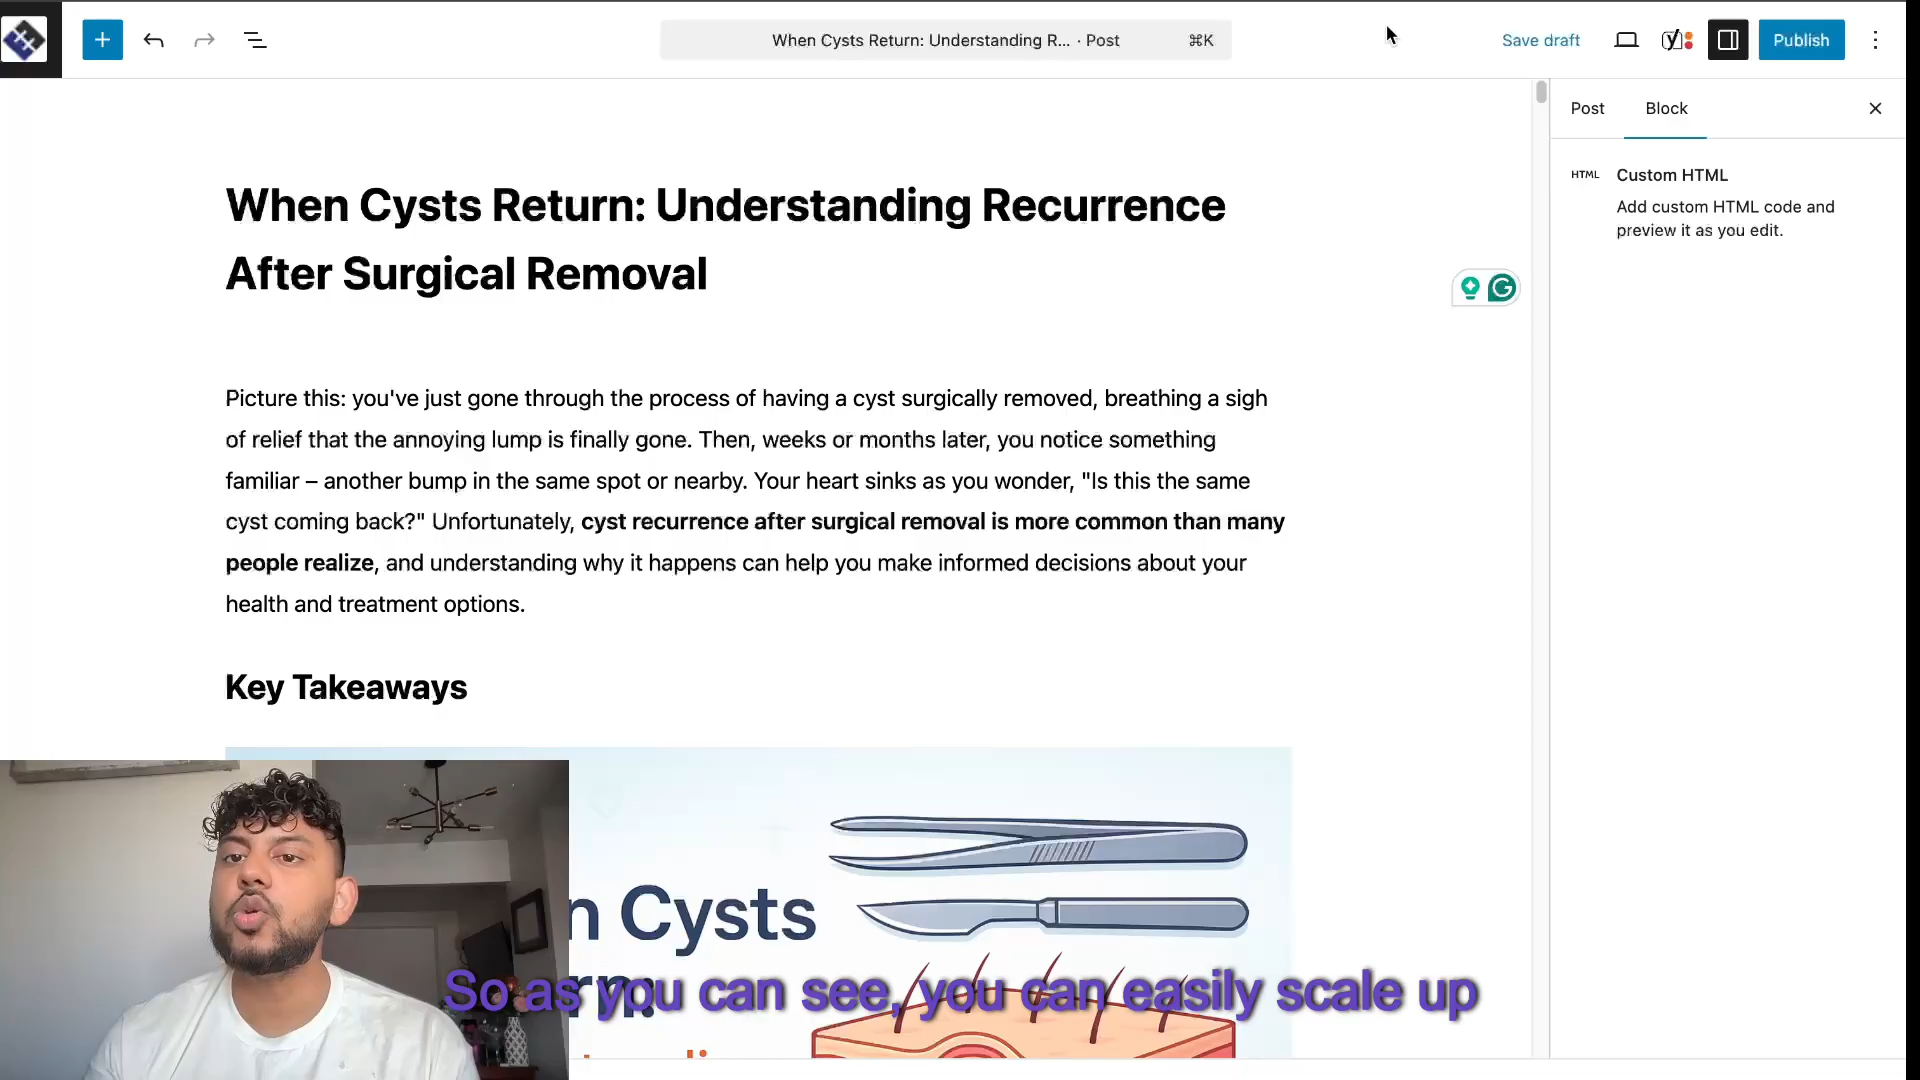 When Cysts Return: Understanding R... · Post
⌘K
Save draft
Publish
Post
Block
HTML
Custom HTML
Add custom HTML code and
preview it as you edit.
When Cysts Return: Understanding Recurrence
After Surgical Removal
Picture this: you've just gone through the process of having a cyst surgically removed, breathing a sigh
of relief that the annoying lump is finally gone. Then, weeks or months later, you notice something
familiar – another bump in the same spot or nearby. Your heart sinks as you wonder, "Is this the same
cyst coming back?" Unfortunately, cyst recurrence after surgical removal is more common than many
people realize, and understanding why it happens can help you make informed decisions about your
health and treatment options.
Key Takeaways
n Cysts
So as you can see, you can easily scale up